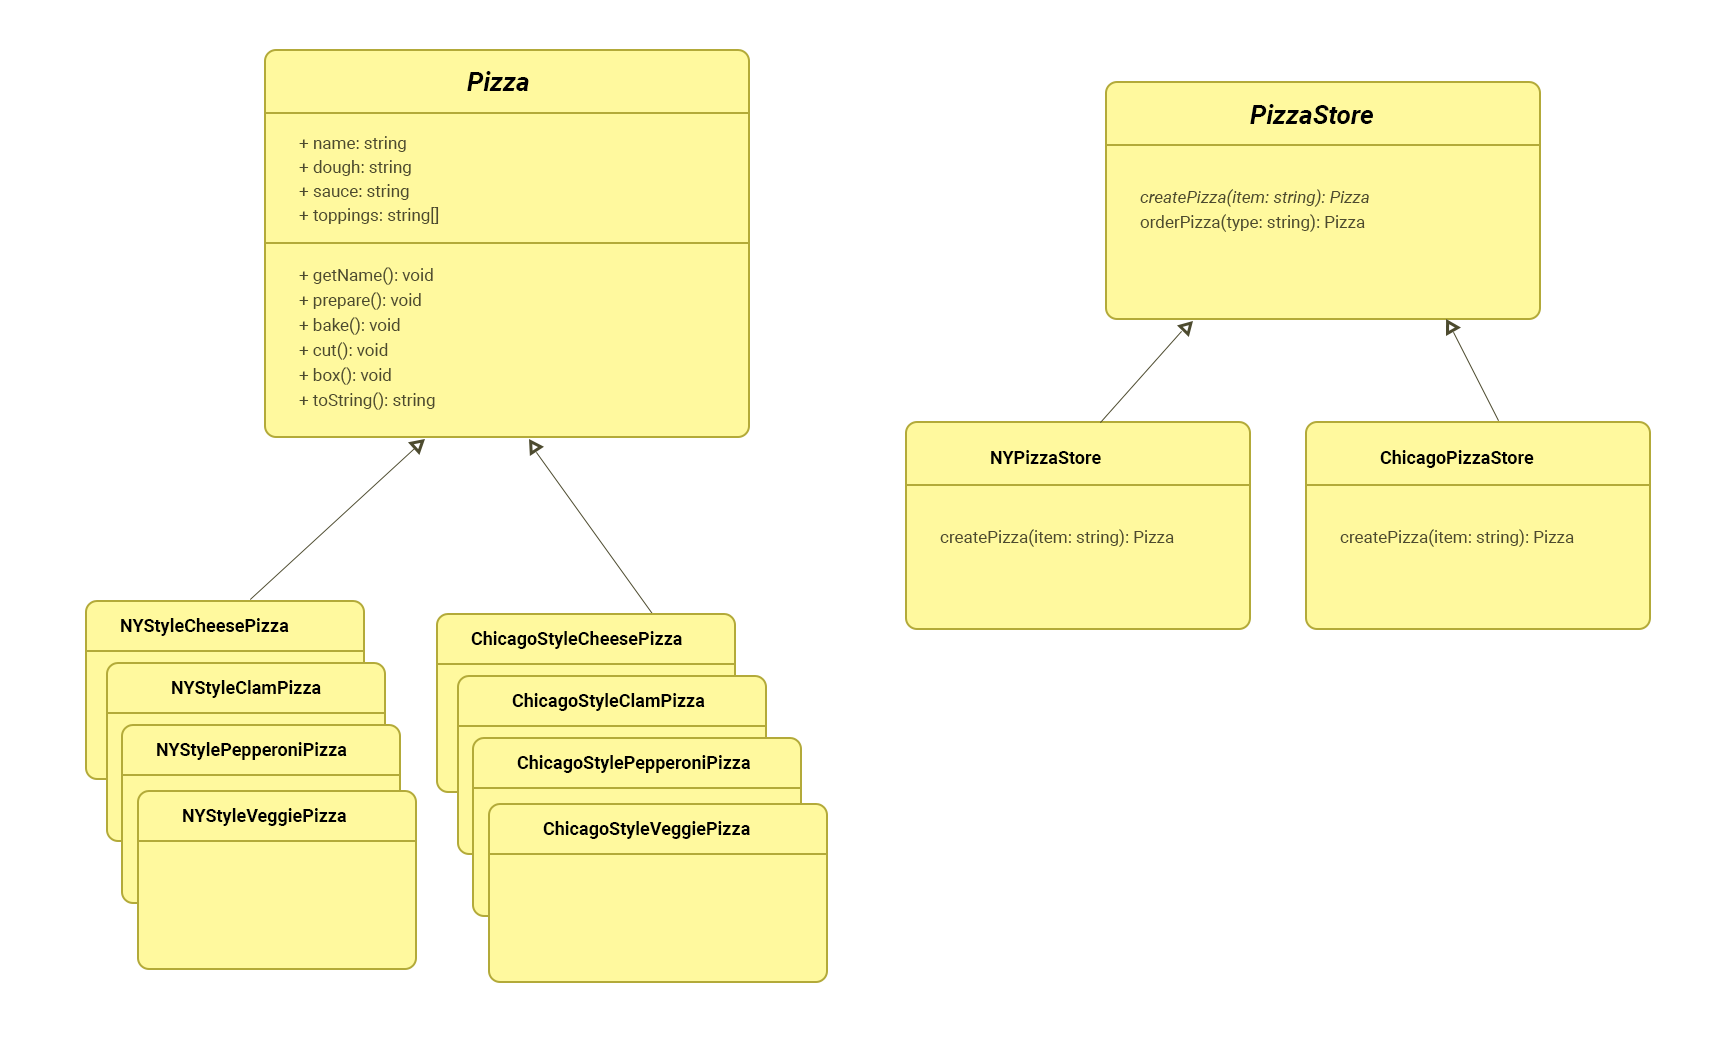 Pizza
+ name: string
+ dough: string
+ sauce: string
+ toppings: string[]
+ getName(): void
+ prepare(): void
+ bake(): void
+ cut(): void
+ box(): void
+ toString(): string
NYStyleCheesePizza
NYStyleClamPizza
NYStylePepperoniPizza
NYStyleVeggiePizza
ChicagoStyleCheesePizza
ChicagoStyleClamPizza
ChicagoStylePepperoniPizza
ChicagoStyleVeggiePizza
PizzaStore
createPizza(item: string): Pizza
orderPizza(type: string): Pizza
NYPizzaStore
createPizza(item: string): Pizza
ChicagoPizzaStore
createPizza(item: string): Pizza